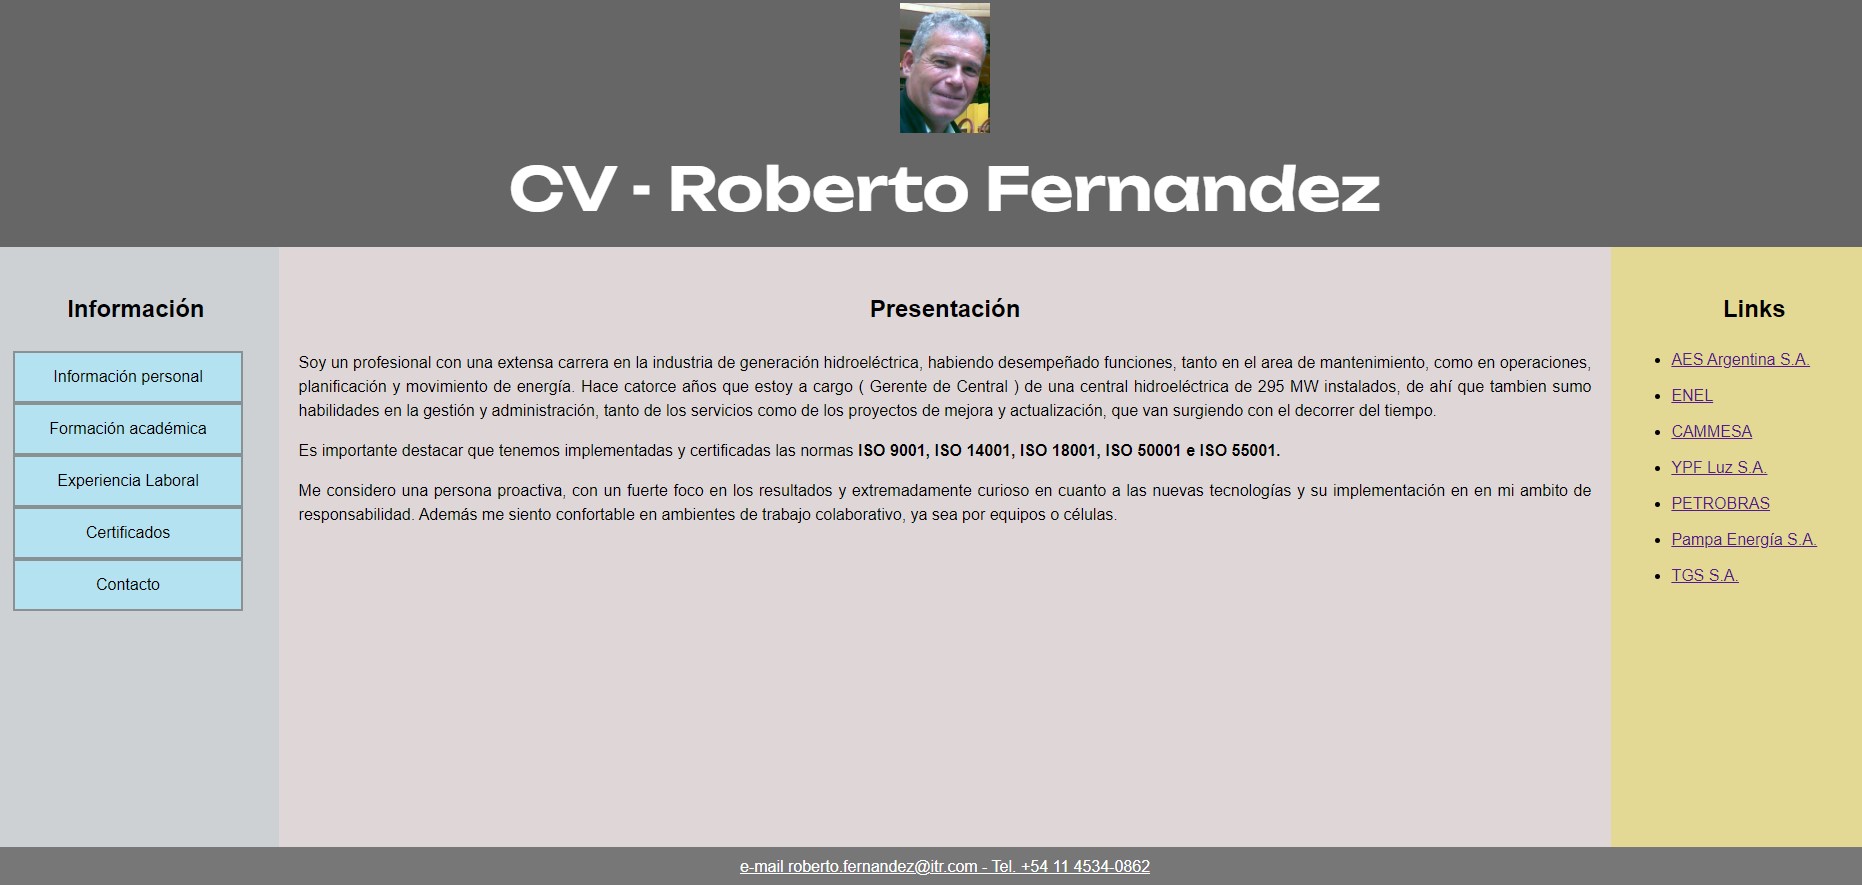 CV - Roberto Fernandez
Información
Información personal
Formación académica
Experiencia Laboral
Certificados
Contacto
Presentación
Soy un profesional con una extensa carrera en la industria de generación hidroeléctrica, habiendo desempeñado funciones, tanto en el area de mantenimiento, como en operaciones,
planificación y movimiento de energía. Hace catorce años que estoy a cargo ( Gerente de Central ) de una central hidroeléctrica de 295 MW instalados, de ahí que tambien sumo
habilidades en la gestión y administración, tanto de los servicios como de los proyectos de mejora y actualización, que van surgiendo con el decorrer del tiempo.
Es importante destacar que tenemos implementadas y certificadas las normas ISO 9001, ISO 14001, ISO 18001, ISO 50001 e ISO 55001.
Me considero una persona proactiva, con un fuerte foco en los resultados y extremadamente curioso en cuanto a las nuevas tecnologías y su implementación en en mi ambito de
responsabilidad. Además me siento confortable en ambientes de trabajo colaborativo, ya sea por equipos o células.
Links
AES Argentina S.A.
ENEL
CAMMESA
YPF Luz S.A.
PETROBRAS
Pampa Energía S.A.
TGS S.A.
e-mail roberto.fernandez@itr.com - Tel. +54 11 4534-0862